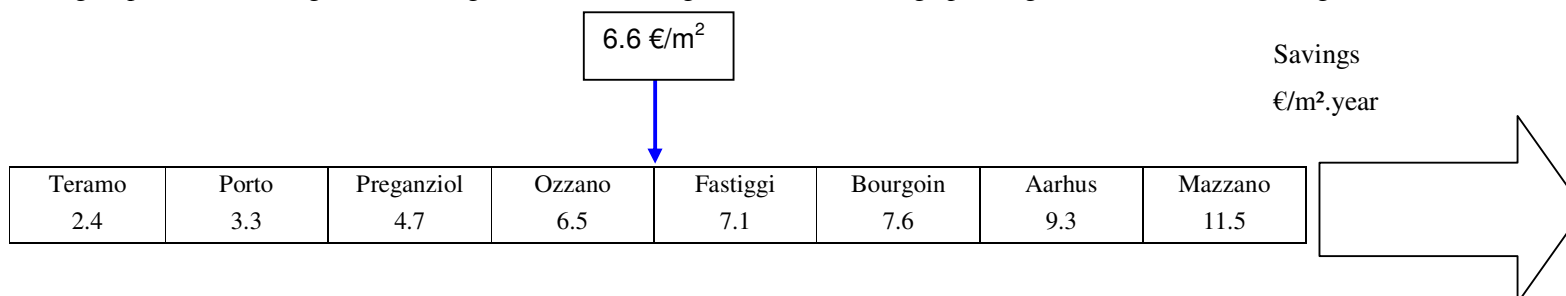 6.6 €/m²
Savings
€/m².year
Teramo Porto Preganziol Ozzano Fastiggi Bourgoin Aarhus Mazzano
2.4 3.3 4.7 6.5 7.1 7.6 9.3 11.5